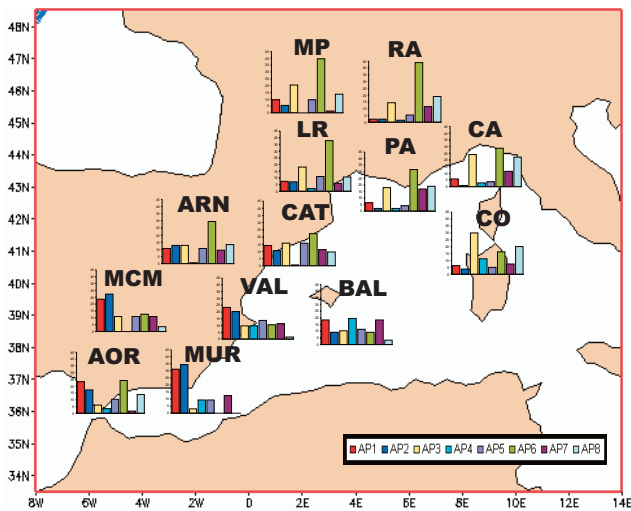 48N
47N
46N
45N
44N
43N
42N
41N
40N
39N
38N
37N
36N
35N
34N
MP
RA
LR
PA
CA
ARN
CAT
CO
MCM
VAL
BAL
AOR
MUR
AP1 AP2 AP3 AP4 AP5 AP6 AP7 AP8
8W 6W 4W 2W 0 2E 4E 6E 8E 10E 12E 14E